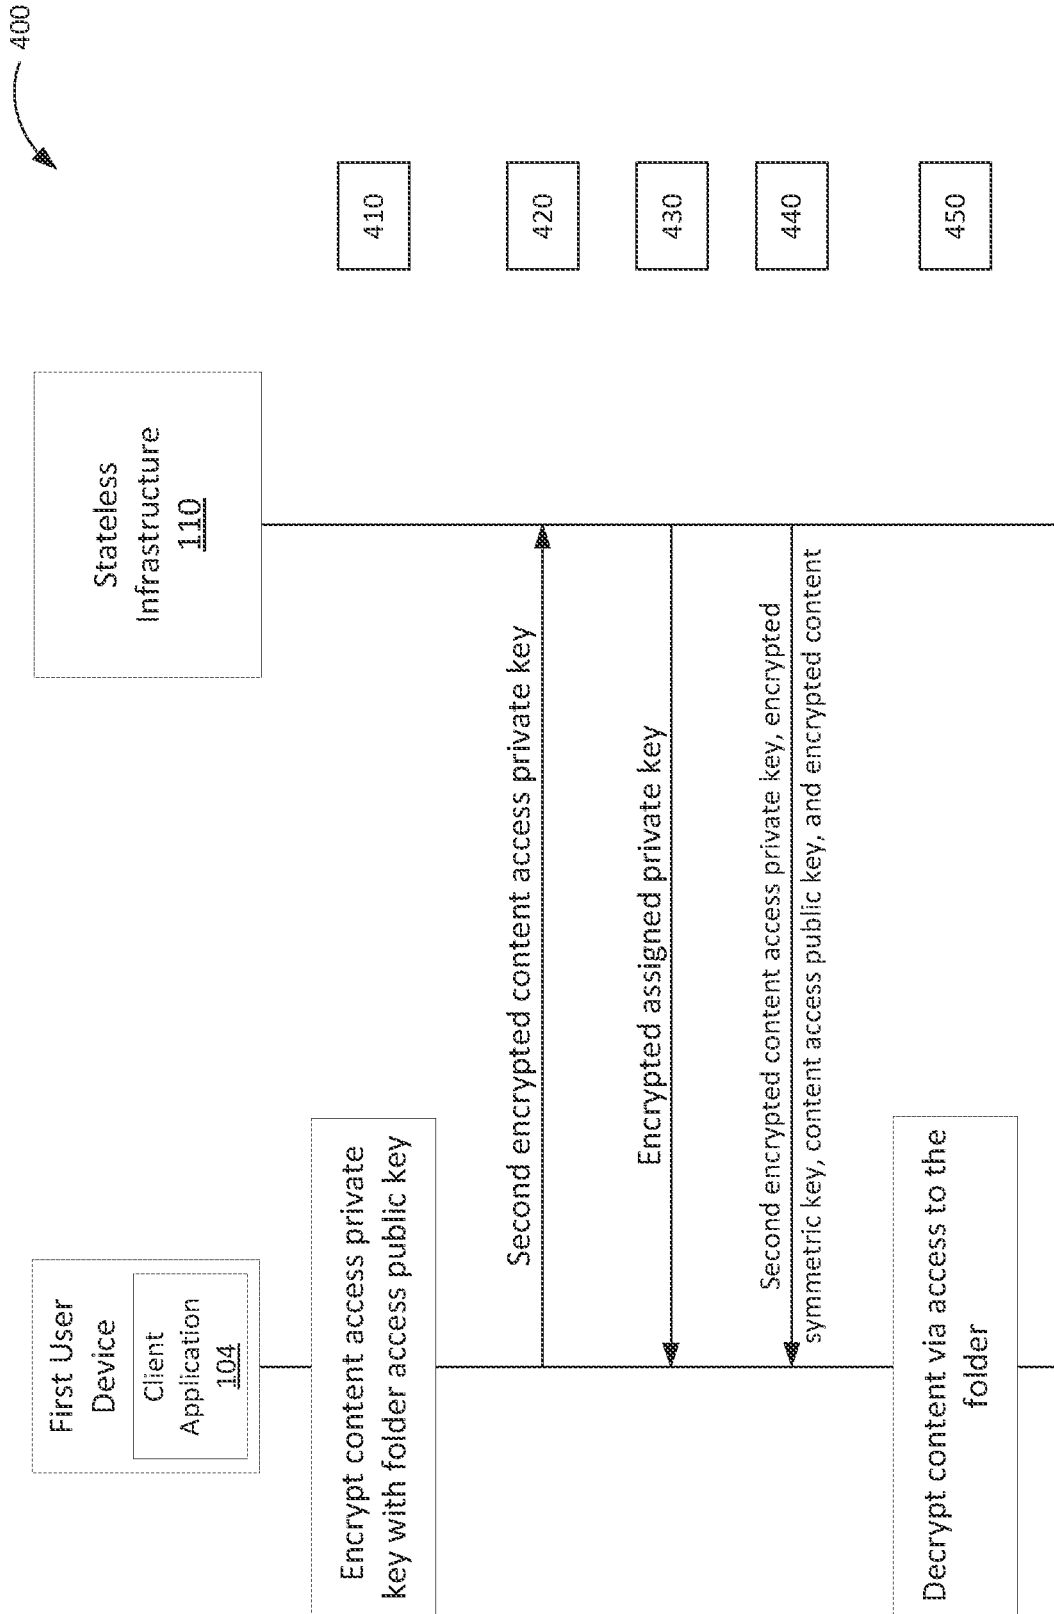 400
First User
Device
Client
Application
104
Stateless
Infrastructure
110
Encrypt content access private
key with folder access public key
410
Second encrypted content access private key
420
Encrypted assigned private key
430
Second encrypted content access private key, encrypted
symmetric key, content access public key, and encrypted content
440
Decrypt content via access to the
folder
450